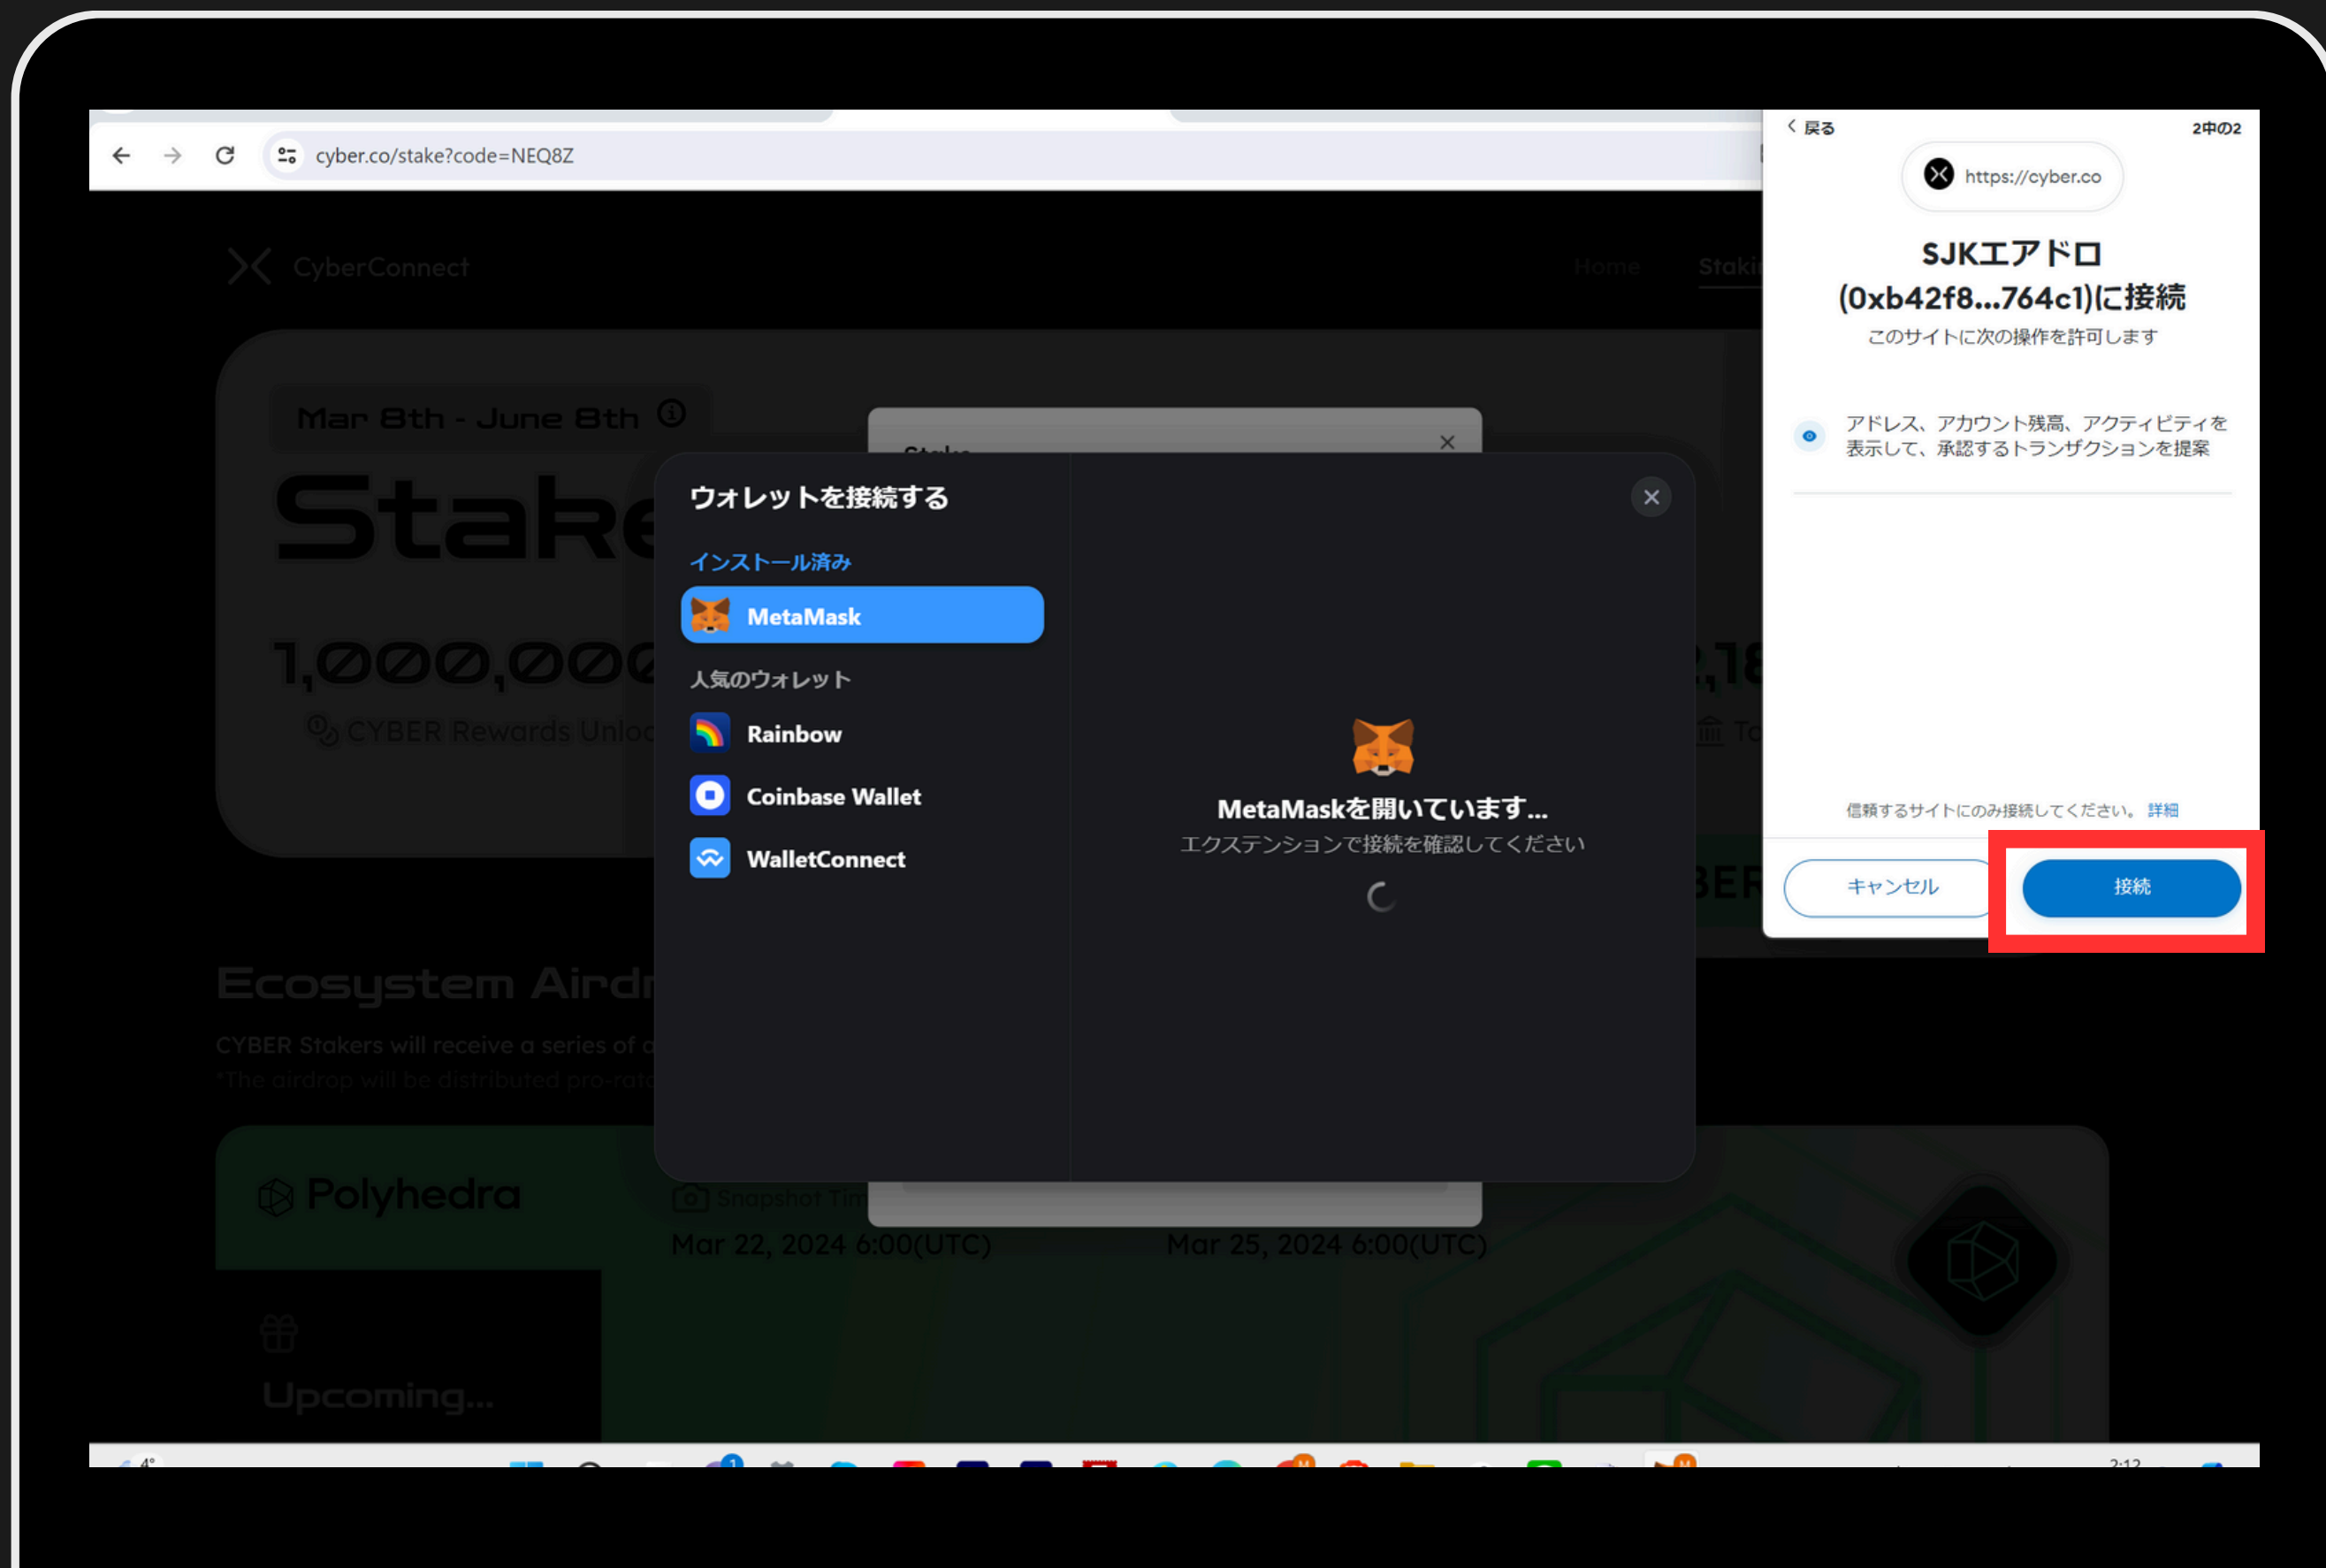 cyber.co/stake?code=NEQ8Z
CyberConnect
Home
Mar 8th - June 8th
CYBER Rewards
Ecosystem
CYBER Stakers will receive a series of
*The airdrop will be distributed
Polyhedra
Snapshot
Mar 22, 2024 6:00(UTC)
Mar 25, 2024 6:00(UTC)
Upcoming...
Stake
ウォレットを接続する
インストール済み
MetaMask
人気のウォレット
Rainbow
Coinbase Wallet
WalletConnect
MetaMaskを開いています...
エクステンションで接続を確認してください
戻る
2中の2
https://cyber.co
SJKエアドロ
(0xb42f8...764c1)に接続
このサイトに次の操作を許可します
アドレス、アカウント残高、アクティビティを
表示して、承認するトランザクションを提案
信頼するサイトにのみ接続してください。 詳細
キャンセル
接続
4°
2:12